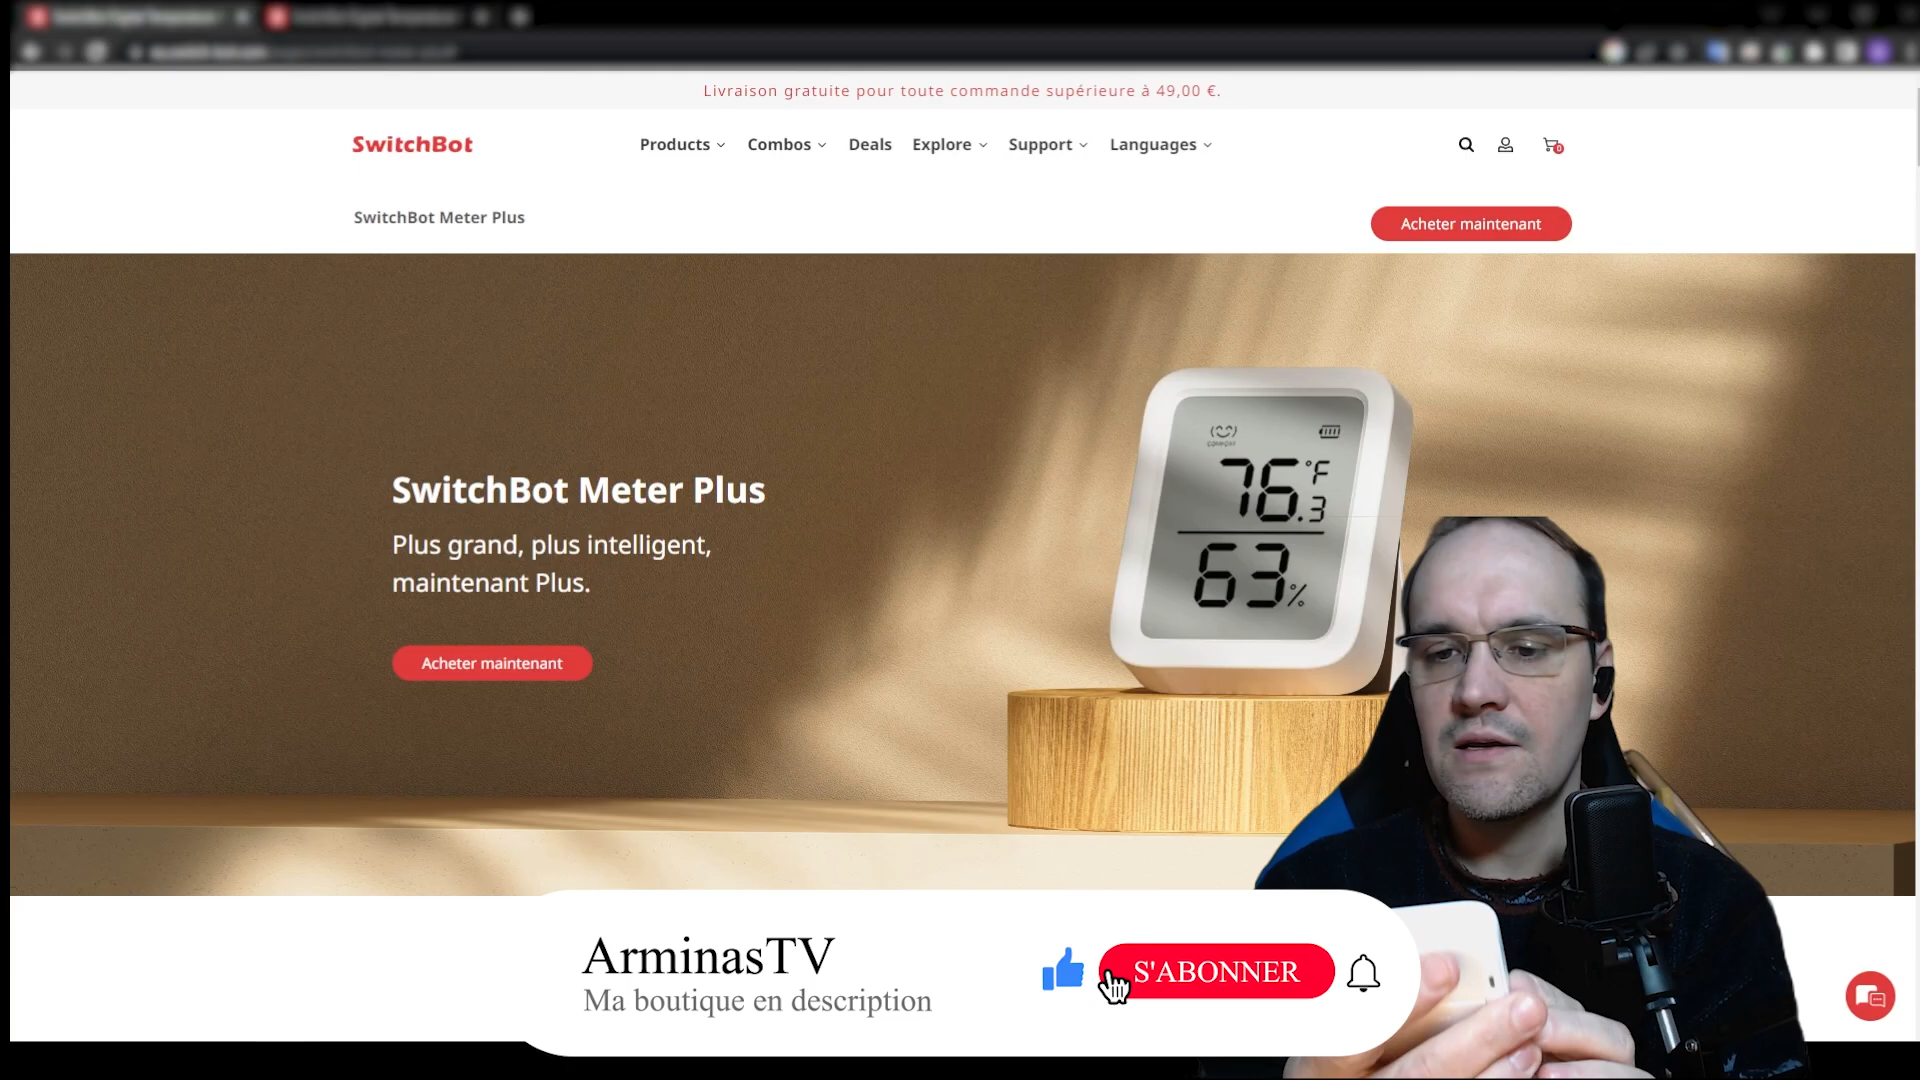 Livraison gratuite pour toute commande supérieure à 49,00 €.
SwitchBot
Products
Combos
Deals
Explore
Support
Languages
0
SwitchBot Meter Plus
Acheter maintenant
76.3 °F
63%
SwitchBot Meter Plus
Plus grand, plus intelligent,
maintenant Plus.
Acheter maintenant
ArminasTV
Ma boutique en description
S'ABONNER